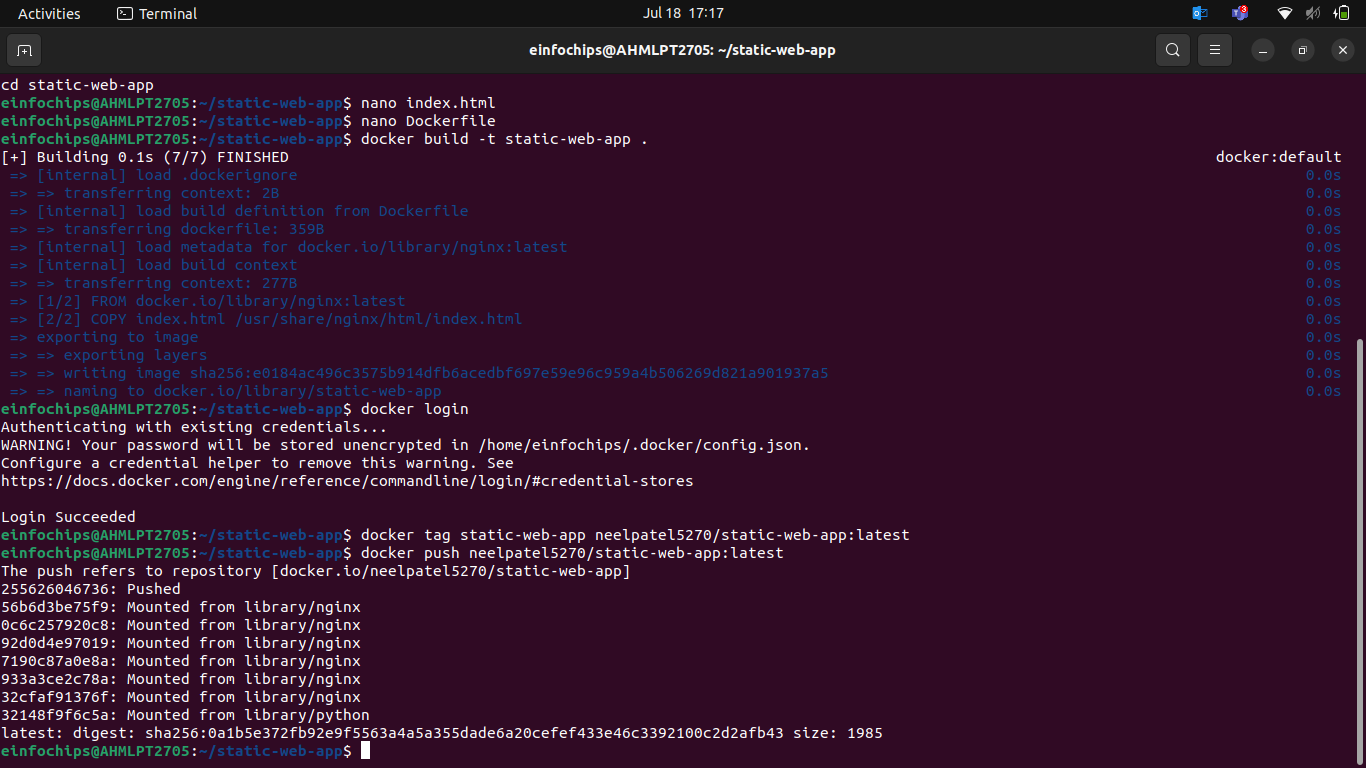 Activities Terminal Jul 18 17:17 3
einfochips@AHMLPT2705: ~/static-web-app
cd static-web-app
einfochips@AHMLPT2705:~/static-web-app$ nano index.html
einfochips@AHMLPT2705:~/static-web-app$ nano Dockerfile
einfochips@AHMLPT2705:~/static-web-app$ docker build -t static-web-app .
[+] Building 0.1s (7/7) FINISHED docker:default
=> [internal] load .dockerignore 0.0s
=> => transferring context: 2B 0.0s
=> [internal] load build definition from Dockerfile 0.0s
=> => transferring dockerfile: 359B 0.0s
=> [internal] load metadata for docker.io/library/nginx:latest 0.0s
=> [internal] load build context 0.0s
=> => transferring context: 277B 0.0s
=> [1/2] FROM docker.io/library/nginx:latest 0.0s
=> [2/2] COPY index.html /usr/share/nginx/html/index.html 0.0s
=> exporting to image 0.0s
=> => exporting layers 0.0s
=> => writing image sha256:e0184ac496c3575b914dfb6acedbf697e59e96c959a4b506269d821a901937a5 0.0s
=> => naming to docker.io/library/static-web-app 0.0s
einfochips@AHMLPT2705:~/static-web-app$ docker login
Authenticating with existing credentials...
WARNING! Your password will be stored unencrypted in /home/einfochips/.docker/config.json.
Configure a credential helper to remove this warning. See
https://docs.docker.com/engine/reference/commandline/login/#credential-stores
Login Succeeded
einfochips@AHMLPT2705:~/static-web-app$ docker tag static-web-app neelpatel5270/static-web-app:latest
einfochips@AHMLPT2705:~/static-web-app$ docker push neelpatel5270/static-web-app:latest
The push refers to repository [docker.io/neelpatel5270/static-web-app]
255626046736: Pushed
56b6d3be75f9: Mounted from library/nginx
0c6c257920c8: Mounted from library/nginx
92d0d4e97019: Mounted from library/nginx
7190c87a0e8a: Mounted from library/nginx
933a3ce2c78a: Mounted from library/nginx
32cfaf91376f: Mounted from library/nginx
32148f9f6c5a: Mounted from library/python
latest: digest: sha256:0a1b5e372fb92e9f5563a4a5a355dade6a20cefef433e46c3392100c2d2afb43 size: 1985
einfochips@AHMLPT2705:~/static-web-app$